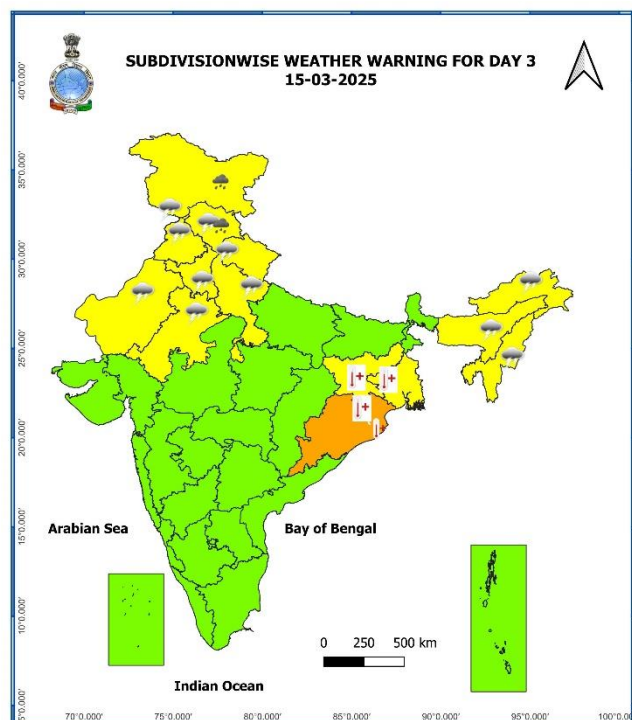 SUBDIVISIONWISE WEATHER WARNING FOR DAY 3
15-03-2025
40°0.000'
35°0.000'
30°0.000'
25°0.000'
20°0.000'
15°0.000'
10°0.000'
5°0.000'
Arabian Sea
Bay of Bengal
0 250 500 km
Indian Ocean
70°0.000' 75°0.000' 80°0.000' 85°0.000' 90°0.000' 95°0.000'